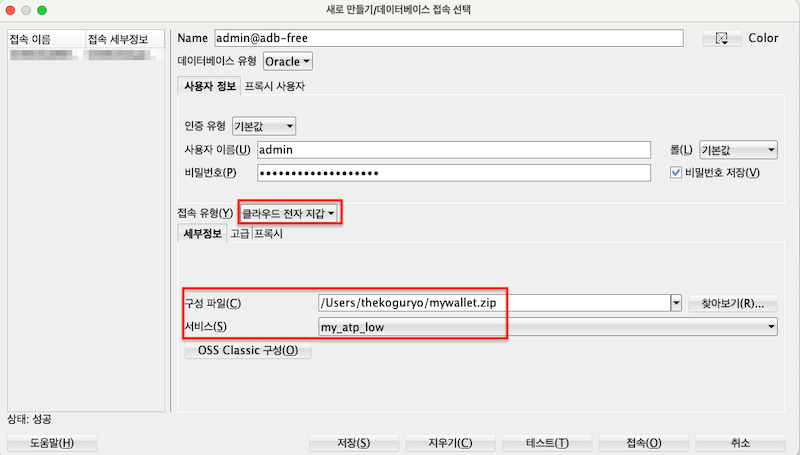 새로 만들기/데이터베이스 접속 선택
접속 이름 접속 세부정보
Name admin@adb-free Color
데이터베이스 유형 Oracle
사용자 정보 프록시 사용자
인증 유형 기본값
사용자 이름(U) admin 롤(L) 기본값
비밀번호(P) ●●●●●●●●●●●●●●●●●●● 비밀번호 저장(V)
접속 유형(Y) 클라우드 전자 지갑
세부정보 고급 프록시
구성 파일(C) /Users/thekoguryo/mywallet.zip 찾아보기(R)...
서비스(S) my_atp_low
OSS Classic 구성(O)
상태: 성공
도움말(H) 저장(S) 지우기(C) 테스트(T) 접속(O) 취소